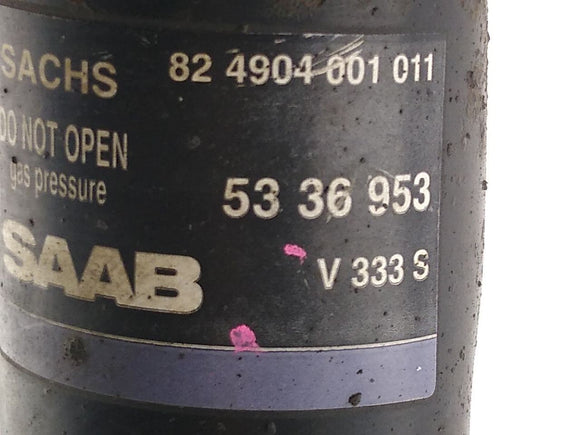 SACHS 82 4904 001 011
DO NOT OPEN
gas pressure
53 36 953
SAAB
V 333 S